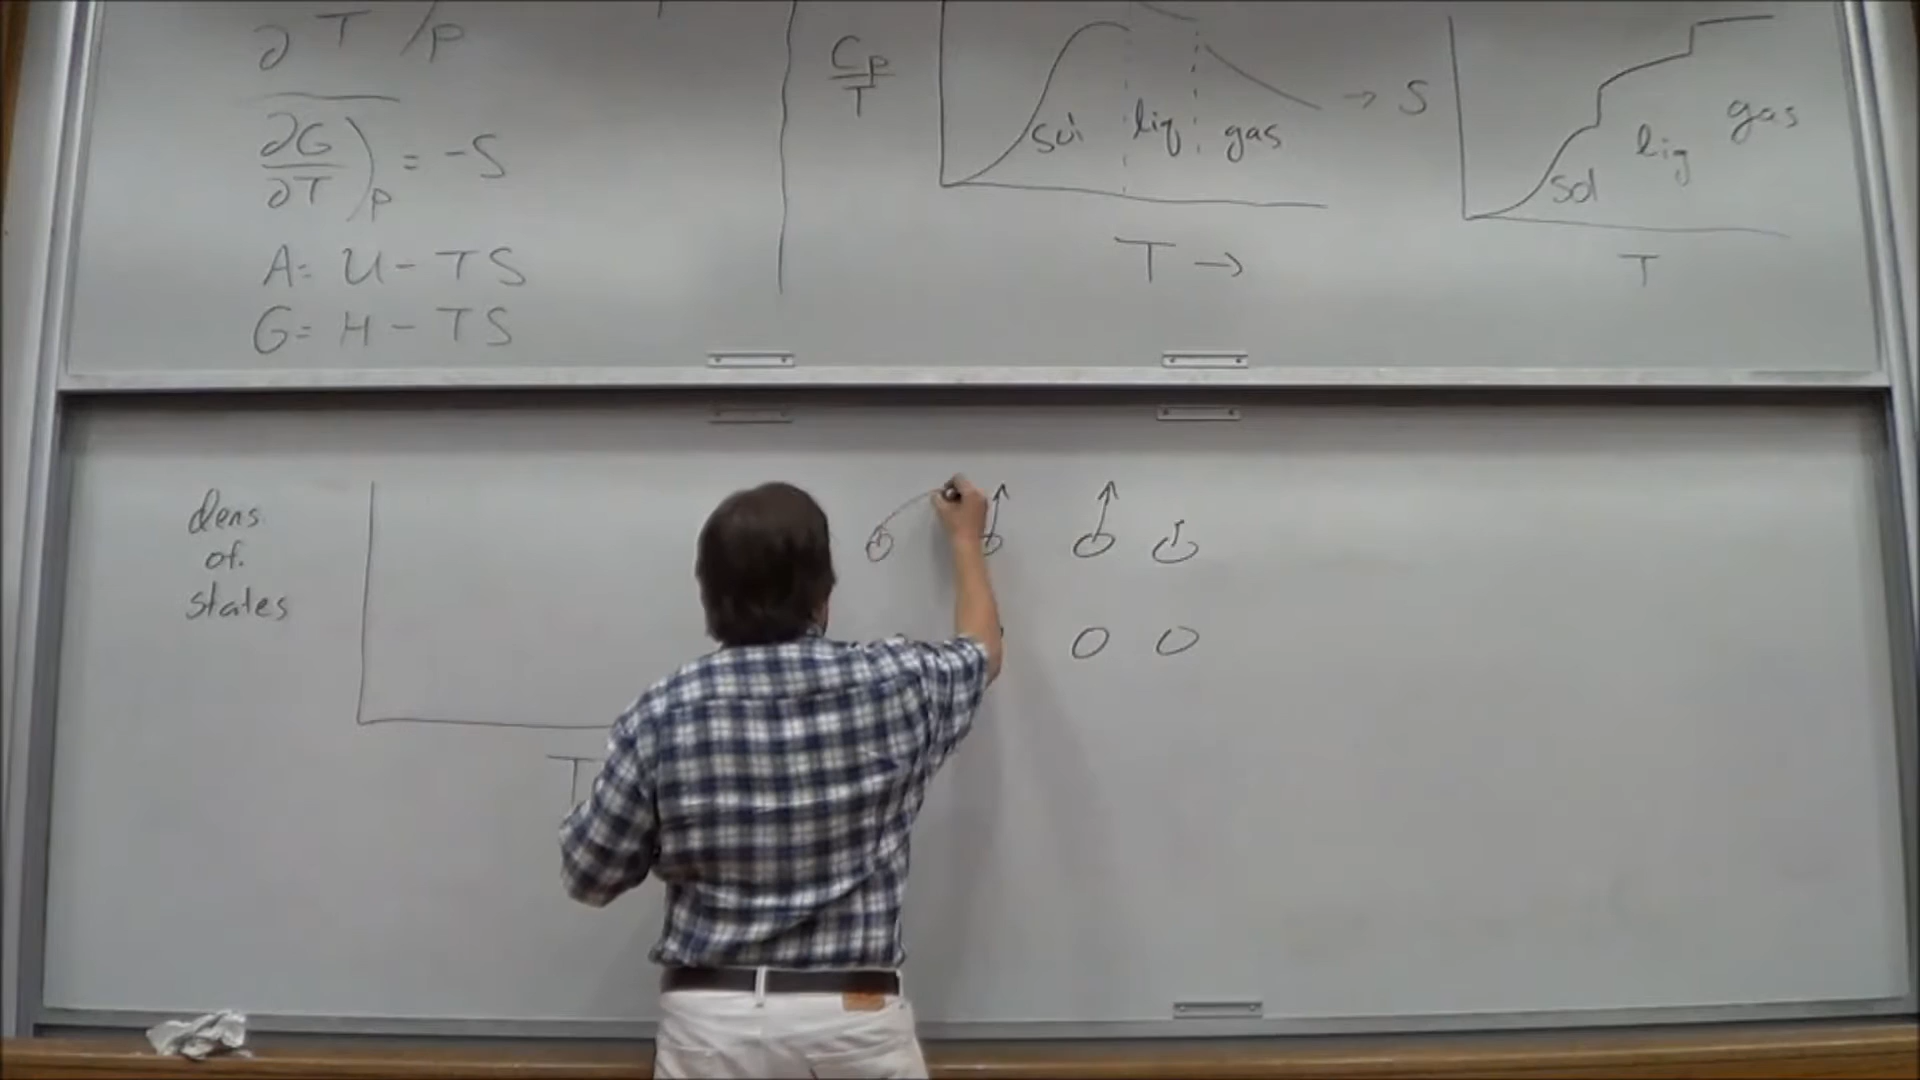 ∂T)p
∂G/∂T)p = -S
A= U - TS
G= H - TS
Cp/T
sol liq gas
T →
→ S
sol liq gas
T
dens
of
states
T